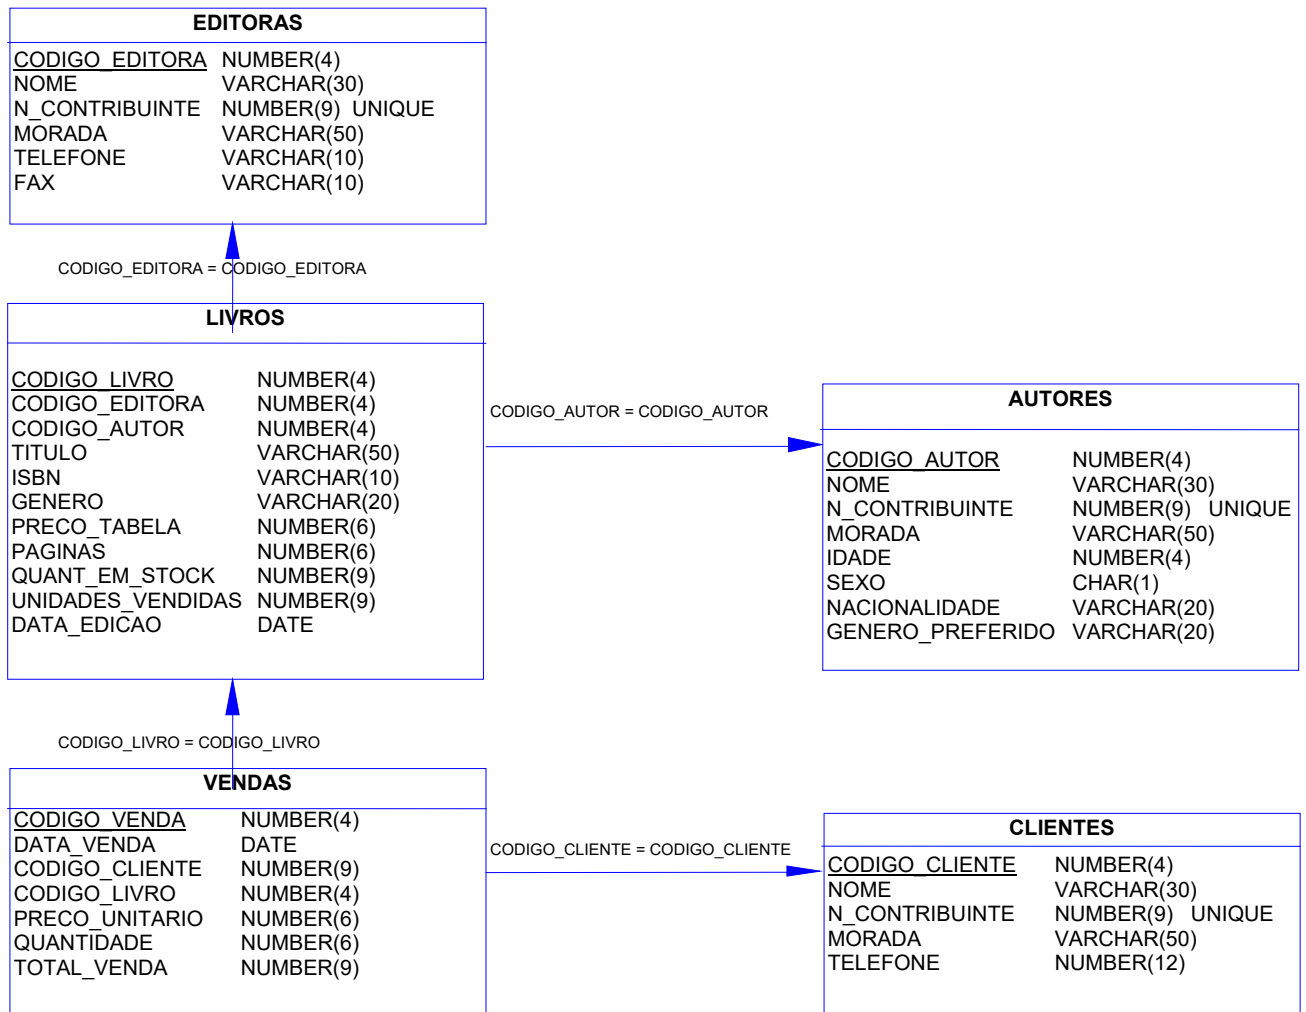 EDITORAS
CODIGO_EDITORA NUMBER(4)
NOME VARCHAR(30)
N_CONTRIBUINTE NUMBER(9) UNIQUE
MORADA VARCHAR(50)
TELEFONE VARCHAR(10)
FAX VARCHAR(10)
CODIGO_EDITORA = CODIGO_EDITORA
LIVROS
CODIGO_LIVRO NUMBER(4)
CODIGO_EDITORA NUMBER(4)
CODIGO_AUTOR NUMBER(4)
TITULO VARCHAR(50)
ISBN VARCHAR(10)
GENERO VARCHAR(20)
PRECO_TABELA NUMBER(6)
PAGINAS NUMBER(6)
QUANT_EM_STOCK NUMBER(9)
UNIDADES_VENDIDAS NUMBER(9)
DATA_EDICAO DATE
CODIGO_AUTOR = CODIGO_AUTOR
AUTORES
CODIGO_AUTOR NUMBER(4)
NOME VARCHAR(30)
N_CONTRIBUINTE NUMBER(9) UNIQUE
MORADA VARCHAR(50)
IDADE NUMBER(4)
SEXO CHAR(1)
NACIONALIDADE VARCHAR(20)
GENERO_PREFERIDO VARCHAR(20)
CODIGO_LIVRO = CODIGO_LIVRO
VENDAS
CODIGO_VENDA NUMBER(4)
DATA_VENDA DATE
CODIGO_CLIENTE NUMBER(9)
CODIGO_LIVRO NUMBER(4)
PRECO_UNITARIO NUMBER(6)
QUANTIDADE NUMBER(6)
TOTAL_VENDA NUMBER(9)
CODIGO_CLIENTE = CODIGO_CLIENTE
CLIENTES
CODIGO_CLIENTE NUMBER(4)
NOME VARCHAR(30)
N_CONTRIBUINTE NUMBER(9) UNIQUE
MORADA VARCHAR(50)
TELEFONE NUMBER(12)